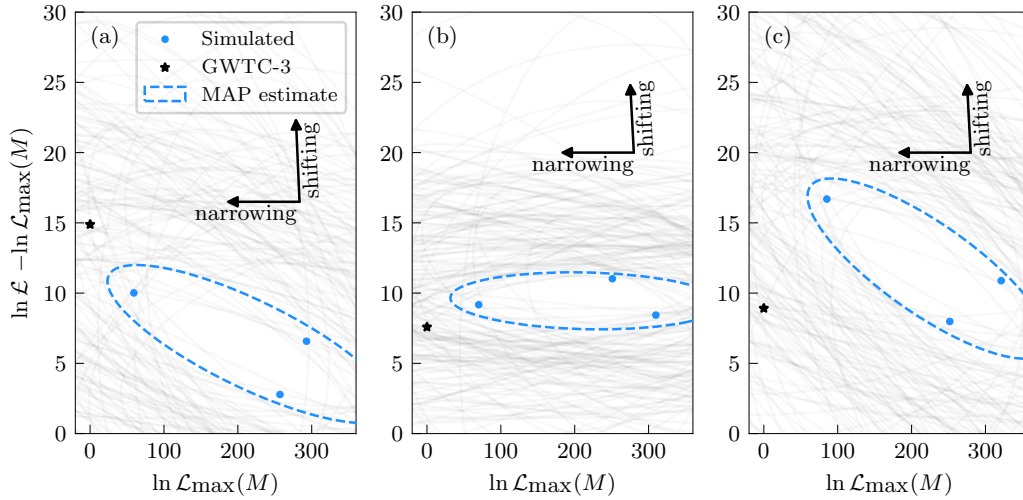 30
25
20
15
10
5
0
ln ℒ − ln ℒmax(M)
(a)
Simulated
GWTC-3
MAP estimate
shifting
narrowing
0 100 200 300
ln ℒmax(M)
30
25
20
15
10
5
0
(b)
shifting
narrowing
0 100 200 300
ln ℒmax(M)
30
25
20
15
10
5
0
(c)
shifting
narrowing
0 100 200 300
ln ℒmax(M)